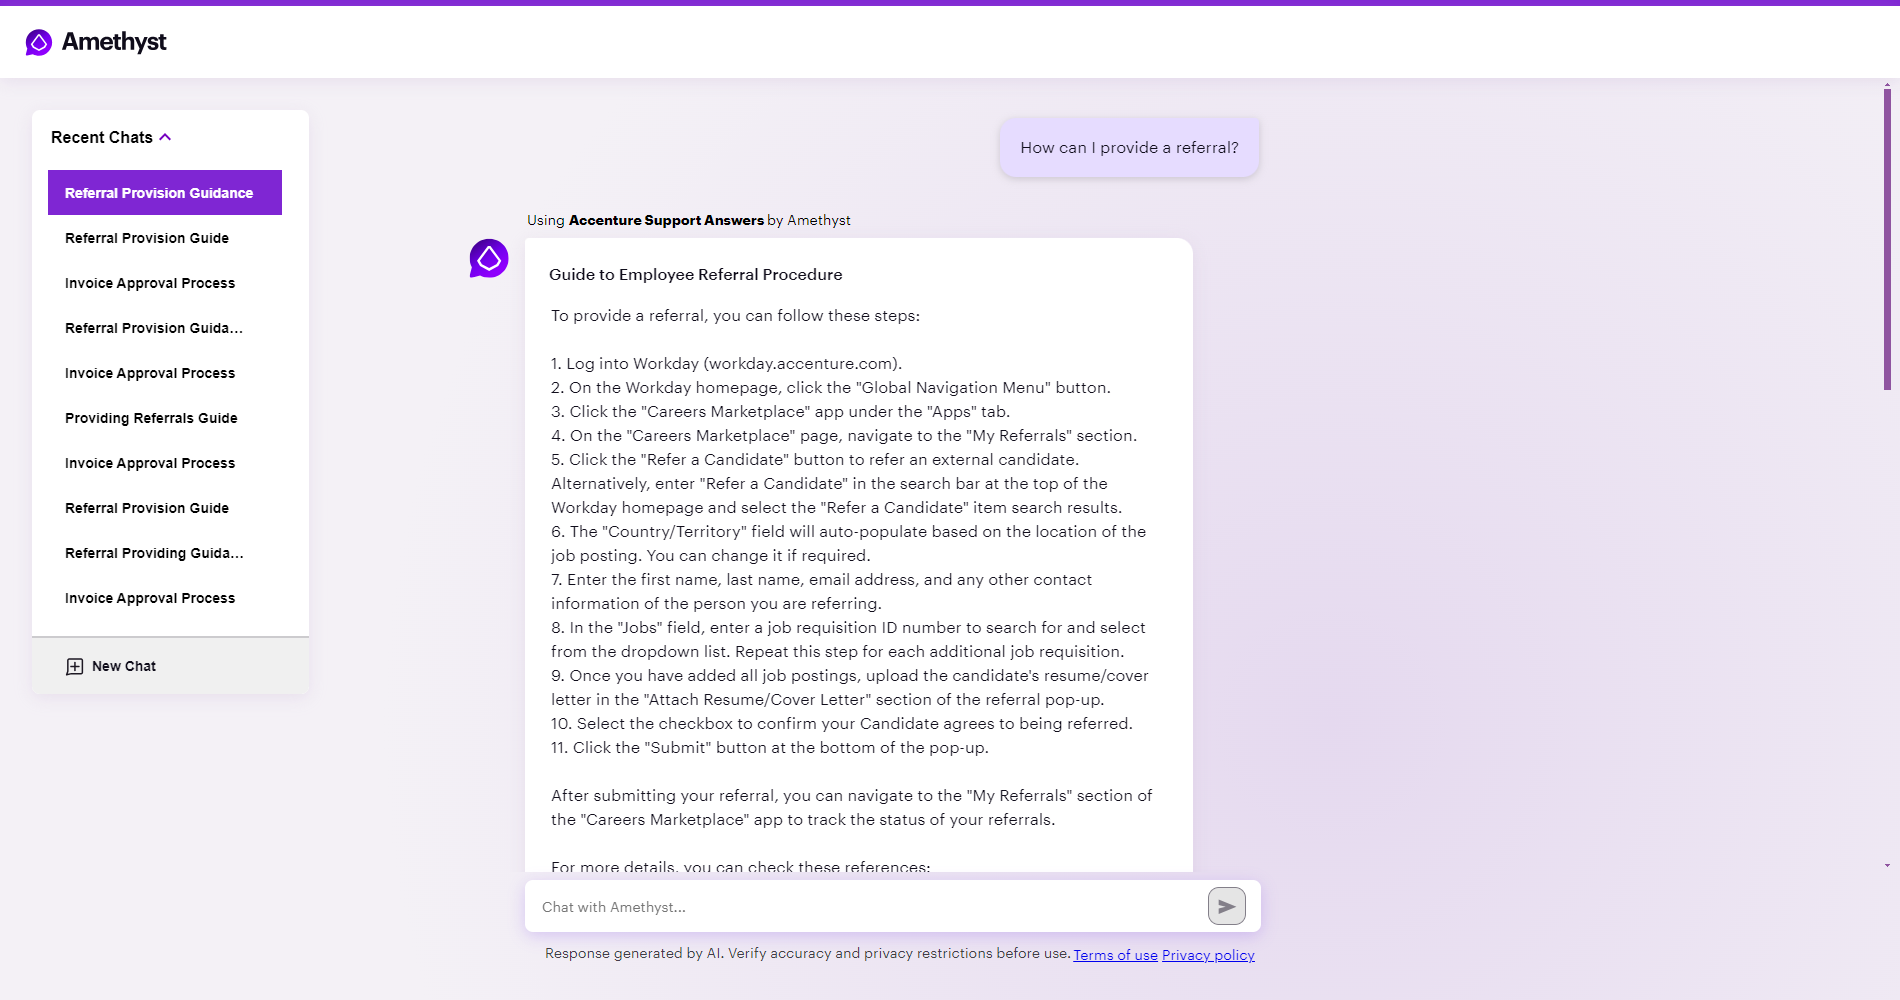 Amethyst
Recent Chats
Referral Provision Guidance
Referral Provision Guide
Invoice Approval Process
Referral Provision Guida...
Invoice Approval Process
Providing Referrals Guide
Invoice Approval Process
Referral Provision Guide
Referral Providing Guida...
Invoice Approval Process
New Chat
How can I provide a referral?
Using Accenture Support Answers by Amethyst
Guide to Employee Referral Procedure
To provide a referral, you can follow these steps:
1. Log into Workday (workday.accenture.com).
2. On the Workday homepage, click the "Global Navigation Menu" button.
3. Click the "Careers Marketplace" app under the "Apps" tab.
4. On the "Careers Marketplace" page, navigate to the "My Referrals" section.
5. Click the "Refer a Candidate" button to refer an external candidate.
Alternatively, enter "Refer a Candidate" in the search bar at the top of the
Workday homepage and select the "Refer a Candidate" item search results.
6. The "Country/Territory" field will auto-populate based on the location of the
job posting. You can change it if required.
7. Enter the first name, last name, email address, and any other contact
information of the person you are referring.
8. In the "Jobs" field, enter a job requisition ID number to search for and select
from the dropdown list. Repeat this step for each additional job requisition.
9. Once you have added all job postings, upload the candidate's resume/cover
letter in the "Attach Resume/Cover Letter" section of the referral pop-up.
10. Select the checkbox to confirm your Candidate agrees to being referred.
11. Click the "Submit" button at the bottom of the pop-up.
After submitting your referral, you can navigate to the "My Referrals" section of
the "Careers Marketplace" app to track the status of your referrals.
For more details, you can check these references:
Chat with Amethyst...
Response generated by AI. Verify accuracy and privacy restrictions before use. Terms of use Privacy policy